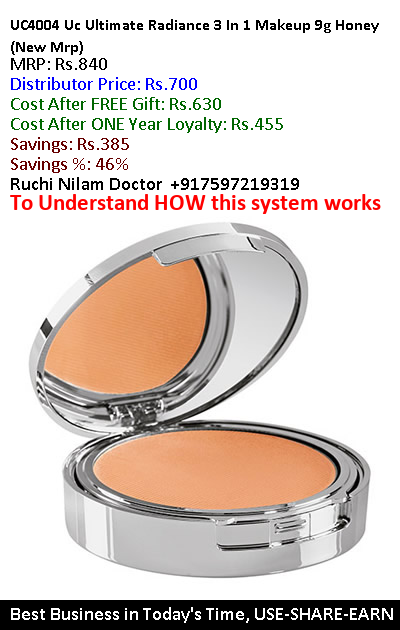 UC4004 Uc Ultimate Radiance 3 In 1 Makeup 9g Honey
(New Mrp)
MRP: Rs.840
Distributor Price: Rs.700
Cost After FREE Gift: Rs.630
Cost After ONE Year Loyalty: Rs.455
Savings: Rs.385
Savings %: 46%
Ruchi Nilam Doctor +917597219319
To Understand HOW this system works
Best Business in Today's Time, USE-SHARE-EARN